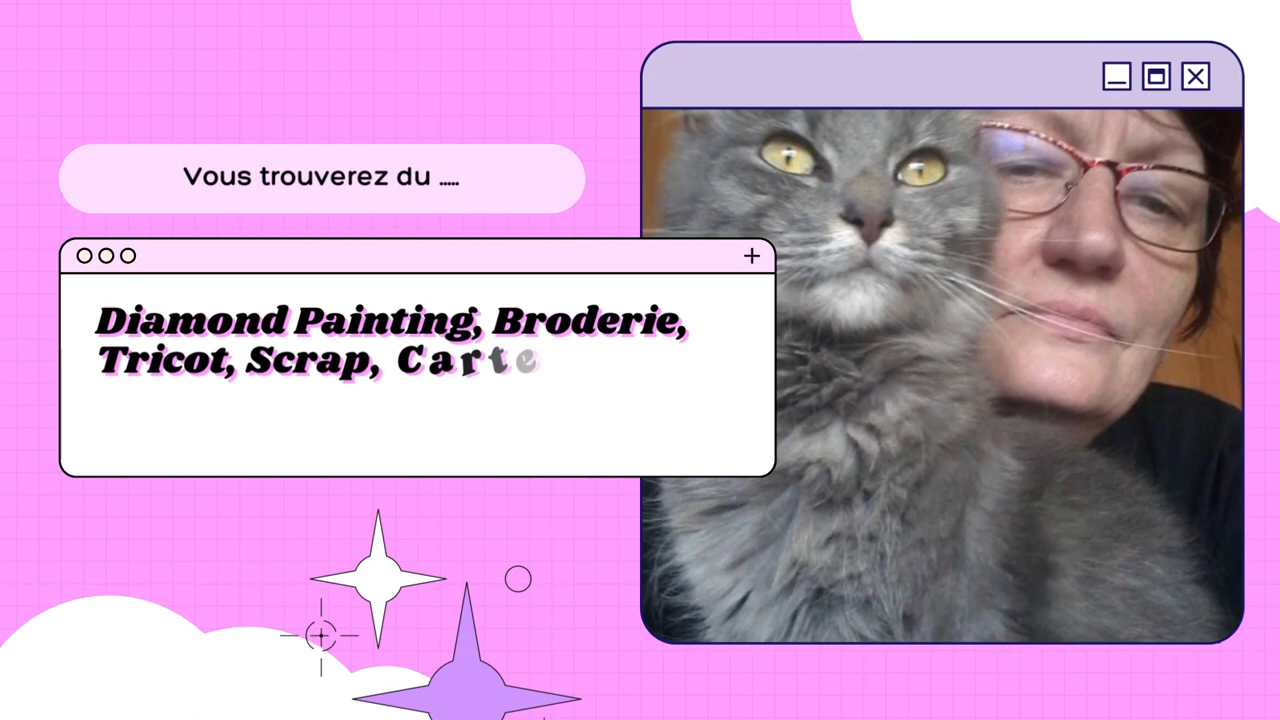 Vous trouverez du .....
Diamond Painting, Broderie,
Tricot, Scrap, Carte